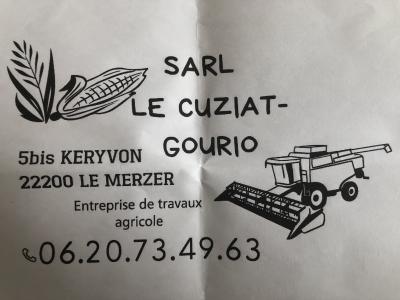 SARL
LE CUZIAT-
GOURIO
5bis KERYVON
22200 LE MERZER
Entreprise de travaux
agricole
06.20.73.49.63